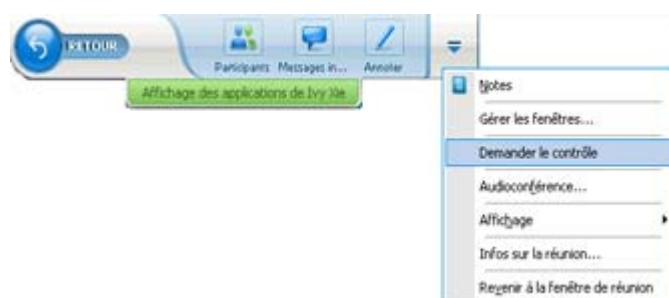 RETOUR
Participants Messages in... Annoter
Affichage des applications de Ivy Xie
Notes
Gérer les fenêtres...
Demander le contrôle
Audioconférence...
Affichage
Infos sur la réunion...
Revenir à la fenêtre de réunion